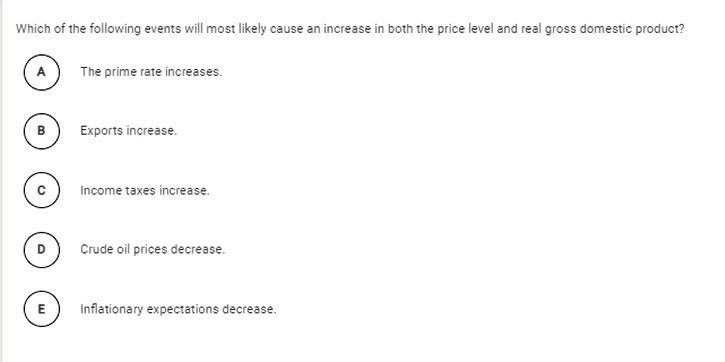 Which of the following events will most likely cause an increase in both the price level and real gross domestic product?
A The prime rate increases.
B Exports increase.
C Income taxes increase.
D Crude oil prices decrease.
E Inflationary expectations decrease.